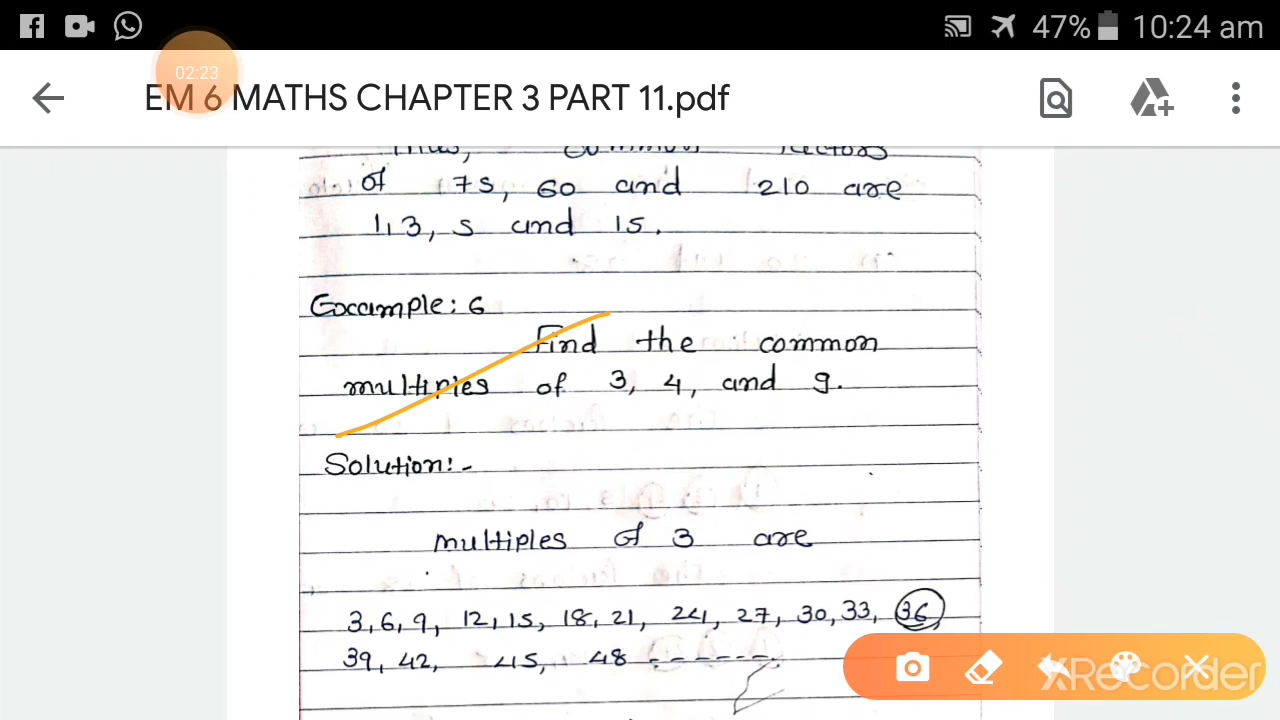 47% 10:24 am
02:23
EM 6 MATHS CHAPTER 3 PART 11.pdf
Thus, common factors
of 75, 60 and 210 are
1, 3, 5 and 15.
Example: 6
Find the common
multiples of 3, 4, and 9.
Solution:-
multiples of 3 are
3, 6, 9, 12, 15, 18, 21, 24, 27, 30, 33, 36,
39, 42, 45, 48 -------.
XRecorder